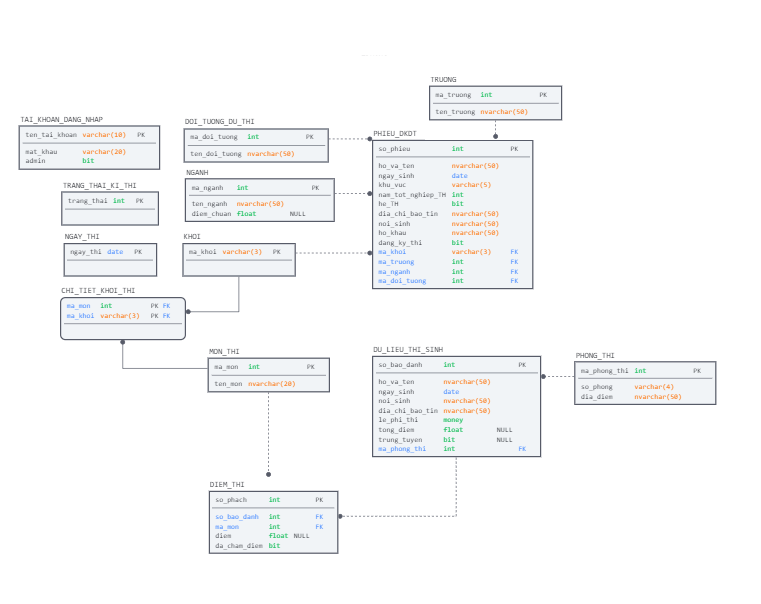 TRUONG
ma_truong int PK
ten_truong nvarchar(50)
TAI_KHOAN_DANG_NHAP
ten_tai_khoan varchar(10) PK
mat_khau varchar(20)
admin bit
DOI_TUONG_DU_THI
ma_doi_tuong int PK
ten_doi_tuong nvarchar(50)
PHIEU_DKDT
so_phieu int PK
ho_va_ten nvarchar(50)
ngay_sinh date
khu_vuc varchar(5)
nam_tot_nghiep_TH int
he_TH bit
dia_chi_bao_tin nvarchar(50)
noi_sinh nvarchar(50)
ho_khau nvarchar(50)
dang_ky_thi bit
ma_khoi varchar(3) FK
ma_truong int FK
ma_nganh int FK
ma_doi_tuong int FK
NGANH
ma_nganh int PK
ten_nganh nvarchar(50)
diem_chuan float NULL
TRANG_THAI_KI_THI
trang_thai int PK
NGAY_THI
ngay_thi date PK
KHOI
ma_khoi varchar(3) PK
CHI_TIET_KHOI_THI
ma_mon int PK FK
ma_khoi varchar(3) PK FK
MON_THI
ma_mon int PK
ten_mon nvarchar(20)
DU_LIEU_THI_SINH
so_bao_danh int PK
ho_va_ten nvarchar(50)
ngay_sinh date
noi_sinh nvarchar(50)
dia_chi_bao_tin nvarchar(50)
le_phi_thi money
tong_diem float NULL
trung_tuyen bit NULL
ma_phong_thi int FK
PHONG_THI
ma_phong_thi int PK
so_phong varchar(4)
dia_diem nvarchar(50)
DIEM_THI
so_phach int PK
so_bao_danh int FK
ma_mon int FK
diem float NULL
da_cham_diem bit